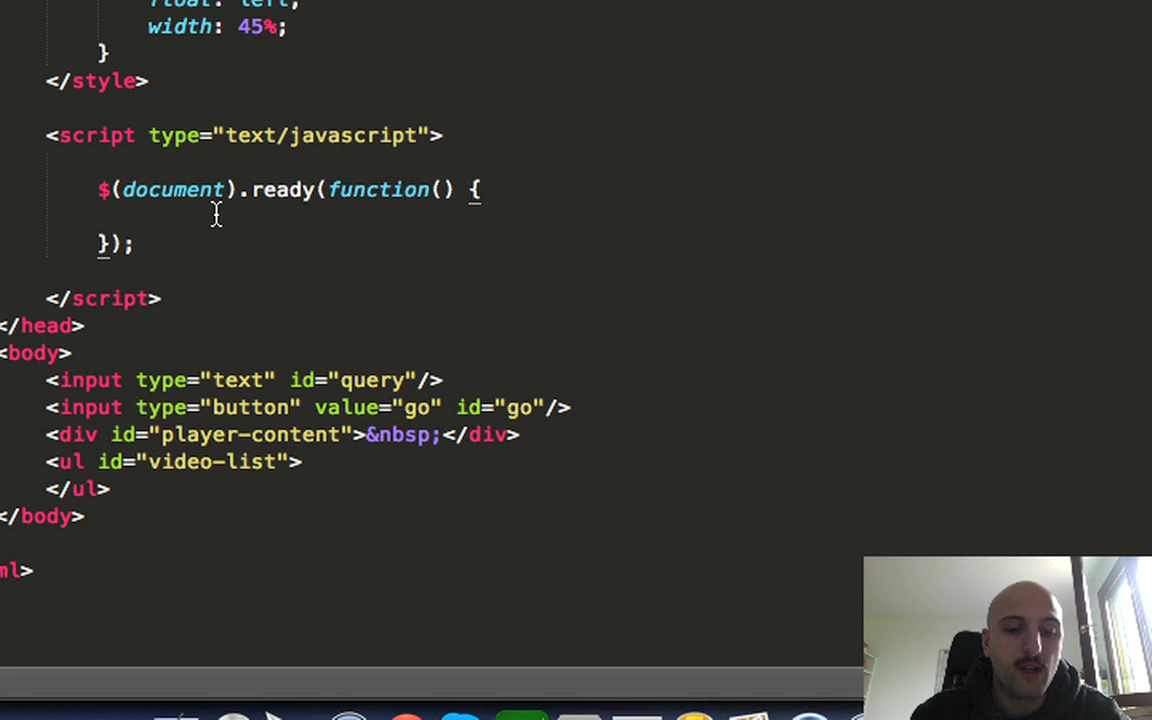 float: left;
width: 45%;
}
</style>
<script type="text/javascript">
$(document).ready(function() {
});
</script>
</head>
<body>
<input type="text" id="query"/>
<input type="button" value="go" id="go"/>
<div id="player-content">&nbsp;</div>
<ul id="video-list">
</ul>
</body>
ml>